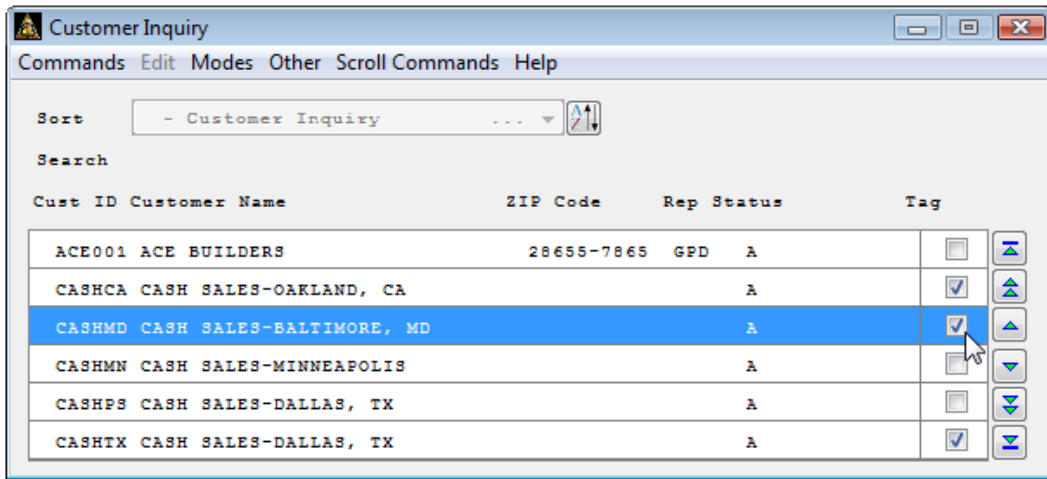 Customer Inquiry
Commands Edit Modes Other Scroll Commands Help
Sort - Customer Inquiry ...
Search
Cust ID Customer Name ZIP Code Rep Status Tag
ACE001 ACE BUILDERS 28655-7865 GPD A
CASHCA CASH SALES-OAKLAND, CA A
CASHMD CASH SALES-BALTIMORE, MD A
CASHMN CASH SALES-MINNEAPOLIS A
CASHPS CASH SALES-DALLAS, TX A
CASHTX CASH SALES-DALLAS, TX A